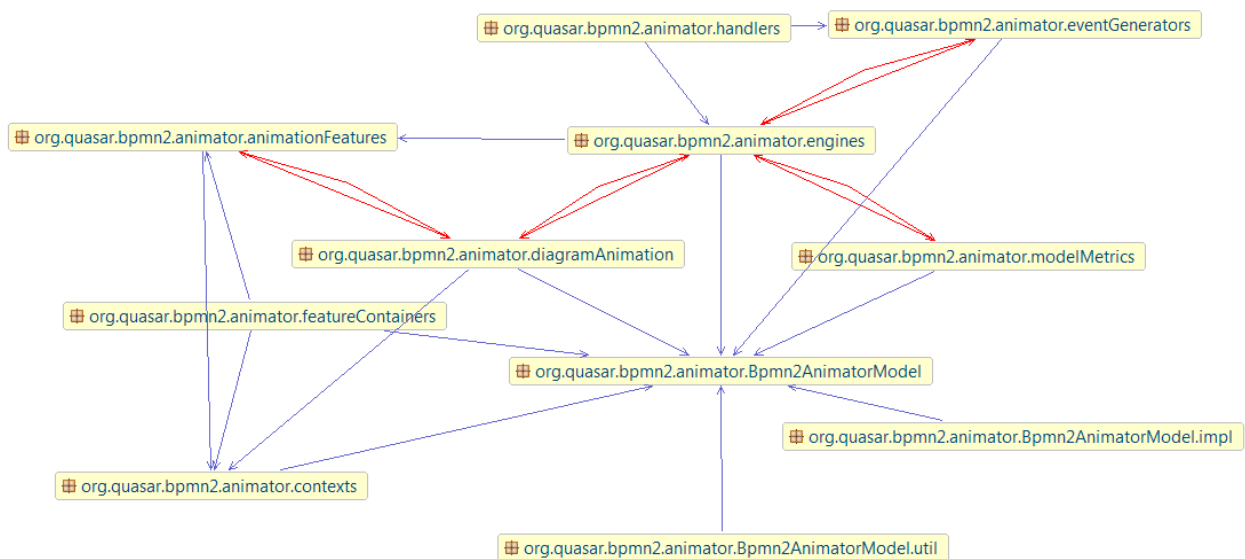 org.quasar.bpmn2.animator.handlers
org.quasar.bpmn2.animator.eventGenerators
org.quasar.bpmn2.animator.animationFeatures
org.quasar.bpmn2.animator.engines
org.quasar.bpmn2.animator.diagramAnimation
org.quasar.bpmn2.animator.modelMetrics
org.quasar.bpmn2.animator.featureContainers
org.quasar.bpmn2.animator.Bpmn2AnimatorModel
org.quasar.bpmn2.animator.Bpmn2AnimatorModel.impl
org.quasar.bpmn2.animator.contexts
org.quasar.bpmn2.animator.Bpmn2AnimatorModel.util